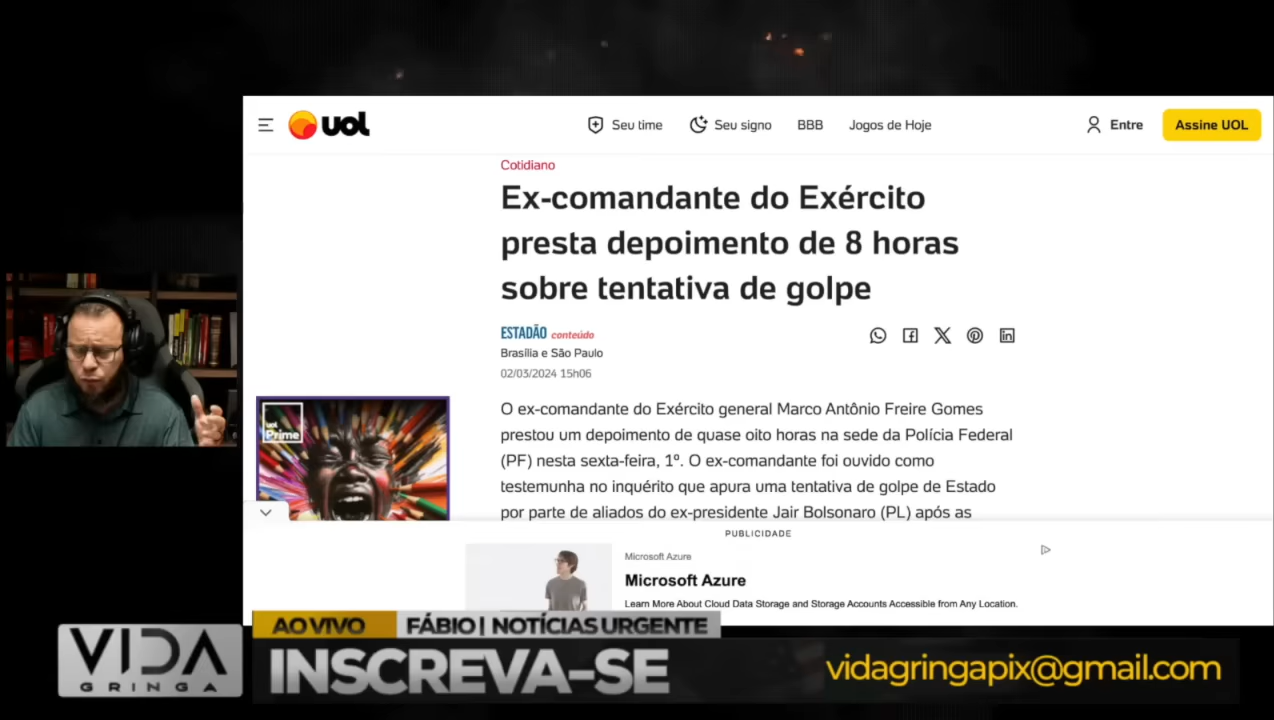 uol
Seu time
Seu signo
BBB
Jogos de Hoje
Entre
Assine UOL
Cotidiano
Ex-comandante do Exército
presta depoimento de 8 horas
sobre tentativa de golpe
ESTADÃO conteúdo
Brasília e São Paulo
02/03/2024 15h06
O ex-comandante do Exército general Marco Antônio Freire Gomes
prestou um depoimento de quase oito horas na sede da Polícia Federal
(PF) nesta sexta-feira, 1º. O ex-comandante foi ouvido como
testemunha no inquérito que apura uma tentativa de golpe de Estado
por parte de aliados do ex-presidente Jair Bolsonaro (PL) após as
uol
Prime
PUBLICIDADE
Microsoft Azure
Microsoft Azure
Learn More About Cloud Data Storage and Storage Accounts Accessible from Any Location.
AO VIVO
FÁBIO | NOTÍCIAS URGENTE
VIDA
GRINGA
INSCREVA-SE
vidagringapix@gmail.com